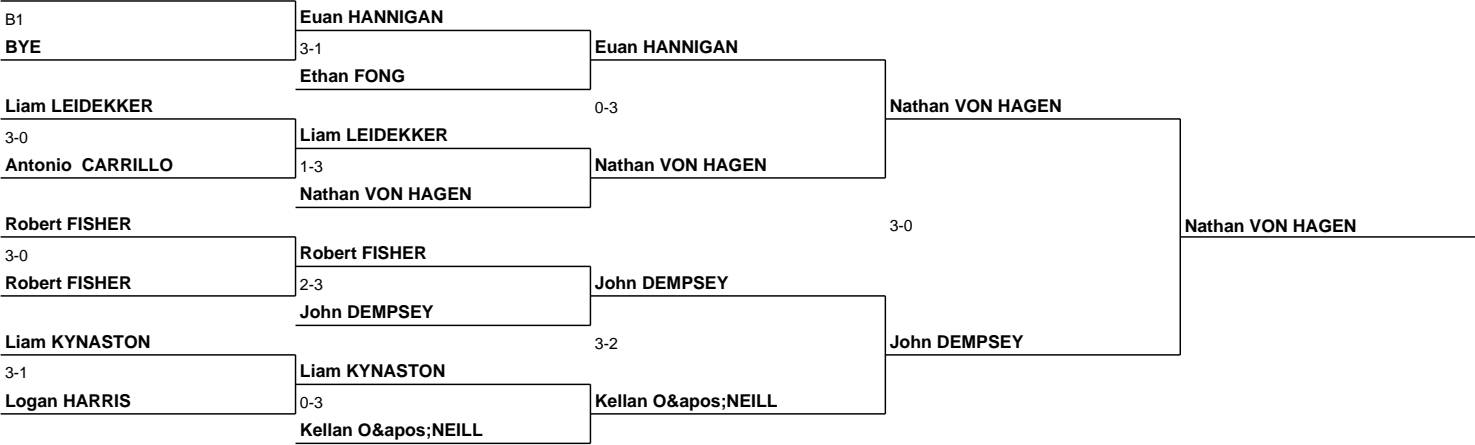 B1
BYE
Liam LEIDEKKER
3-0
Antonio  CARRILLO
Robert FISHER
3-0
Robert FISHER
Liam KYNASTON
3-1
Logan HARRIS
Euan HANNIGAN
3-1
Ethan FONG
Liam LEIDEKKER
1-3
Nathan VON HAGEN
Robert FISHER
2-3
John DEMPSEY
Liam KYNASTON
0-3
Kellan O&apos;NEILL
Euan HANNIGAN
0-3
Nathan VON HAGEN
John DEMPSEY
3-2
Kellan O&apos;NEILL
Nathan VON HAGEN
3-0
John DEMPSEY
Nathan VON HAGEN